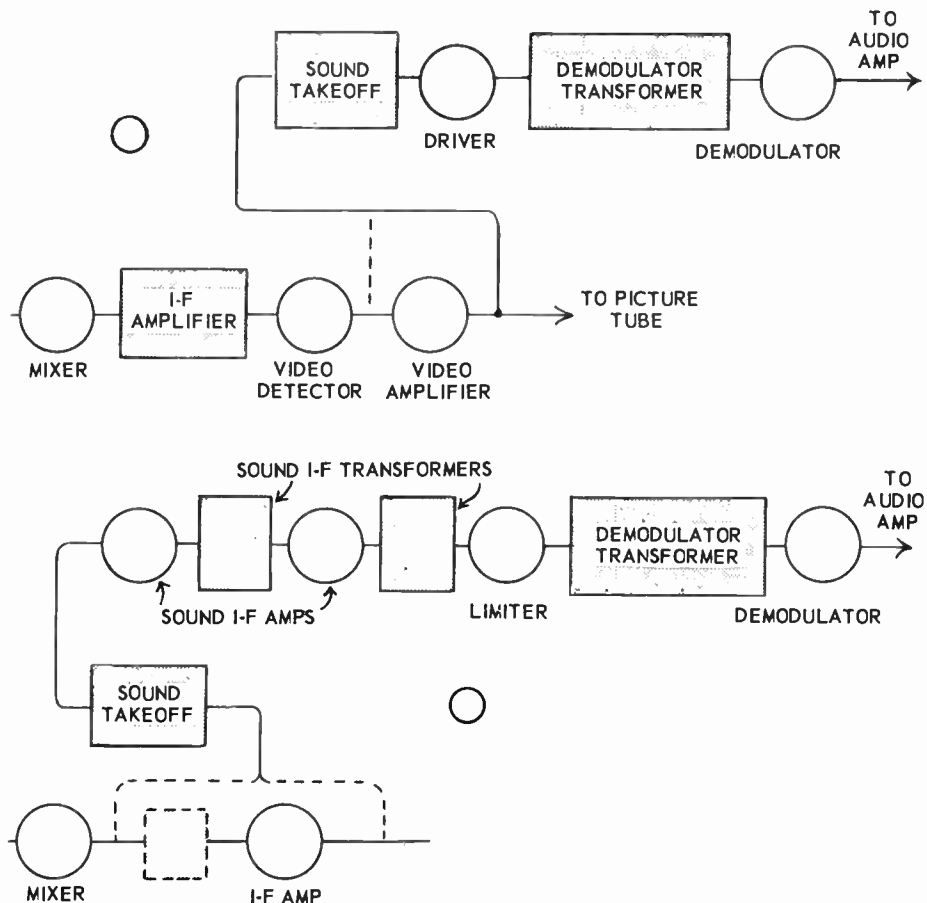 TO
AUDIO
AMP
SOUND
TAKEOFF
DEMODULATOR
TRANSFORMER
DRIVER
DEMODULATOR
I-F
AMPLIFIER
TO PICTURE
TUBE
MIXER
VIDEO
DETECTOR
VIDEO
AMPLIFIER
SOUND I-F TRANSFORMERS
TO
AUDIO
AMP
DEMODULATOR
TRANSFORMER
SOUND I-F AMPS
LIMITER
DEMODULATOR
SOUND
TAKEOFF
MIXER
I-F AMP